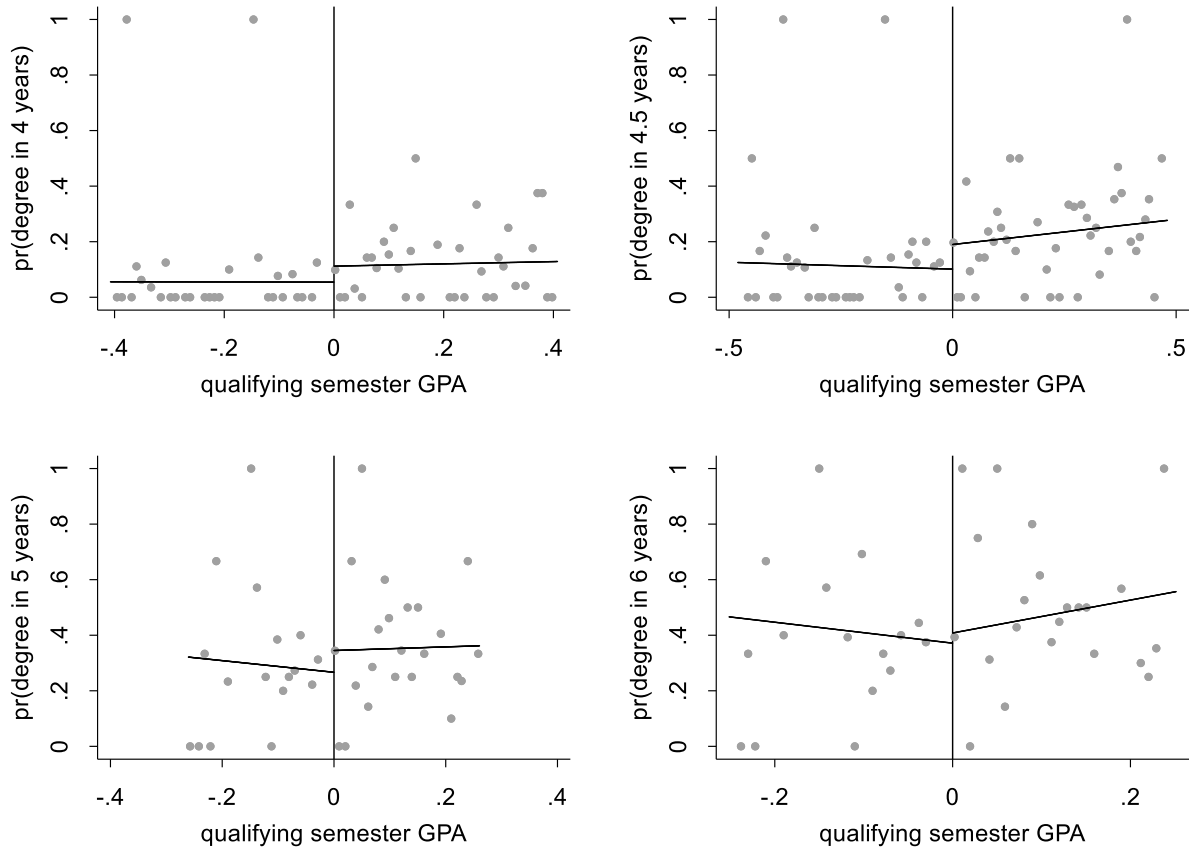 pr(degree in 4 years)
1
.8
.6
.4
.2
0
-.4 -.2 0 .2 .4
qualifying semester GPA
pr(degree in 4.5 years)
1
.8
.6
.4
.2
0
-.5 0 .5
qualifying semester GPA
pr(degree in 5 years)
1
.8
.6
.4
.2
0
-.4 -.2 0 .2 .4
qualifying semester GPA
pr(degree in 6 years)
1
.8
.6
.4
.2
0
-.2 0 .2
qualifying semester GPA